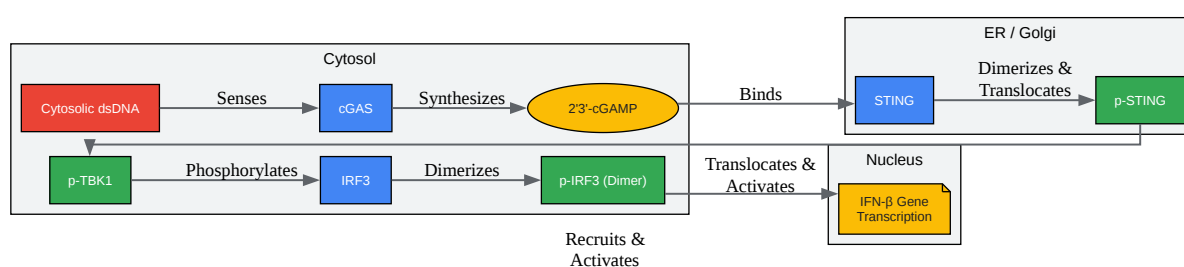 ER / Golgi
Cytosol
Dimerizes &
Translocates
Cytosolic dsDNA
Senses
cGAS
Synthesizes
2'3'-cGAMP
Binds
STING
p-STING
p-TBK1
Phosphorylates
IRF3
Dimerizes
p-IRF3 (Dimer)
Translocates &
Activates
Nucleus
IFN-β Gene
Transcription
Recruits &
Activates